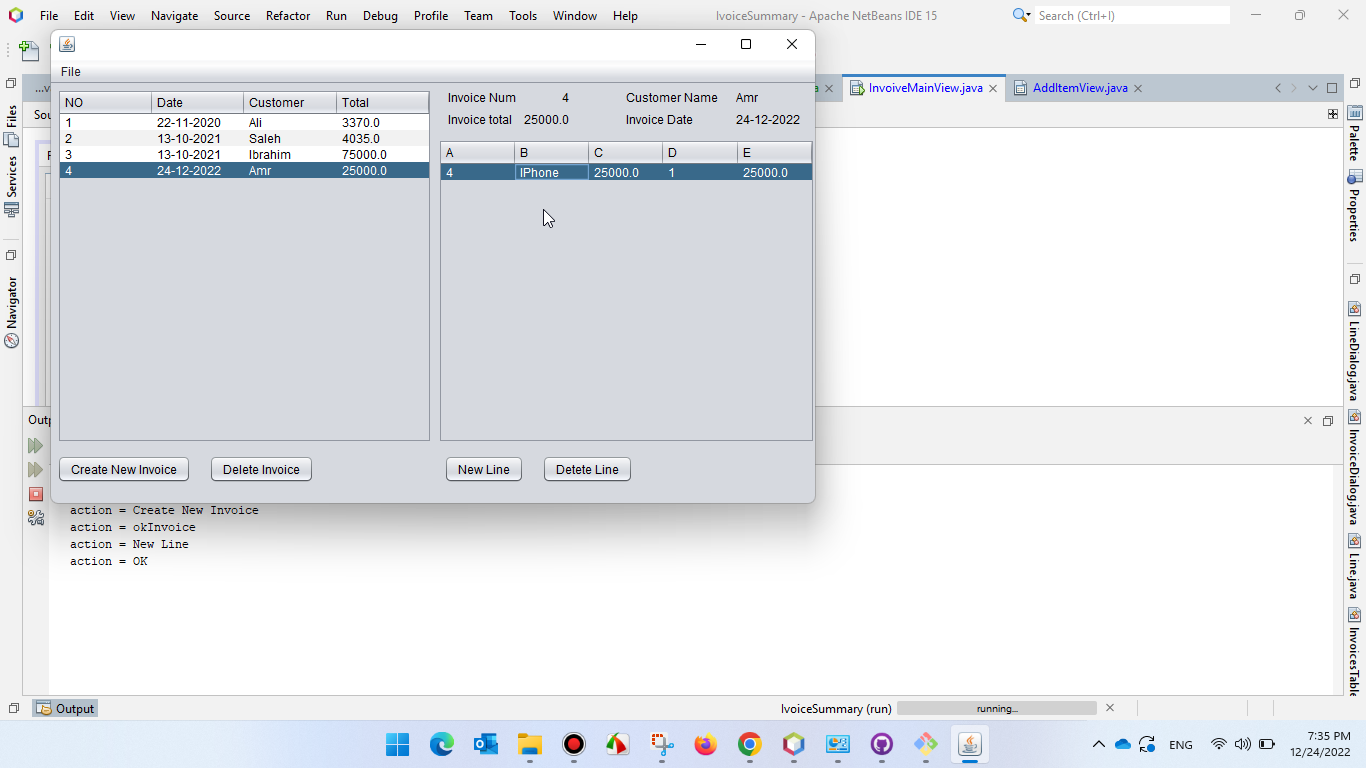 File Edit View Navigate Source Refactor Run Debug Profile Team Tools Window Help IvoiceSummary - Apache NetBeans IDE 15 Search (Ctrl+I)
File
InvoiveMainView.java AddItemView.java
NO Date Customer Total
1 22-11-2020 Ali 3370.0
2 13-10-2021 Saleh 4035.0
3 13-10-2021 Ibrahim 75000.0
4 24-12-2022 Amr 25000.0
Invoice Num 4 Customer Name Amr
Invoice total 25000.0 Invoice Date 24-12-2022
A B C D E
4 IPhone 25000.0 1 25000.0
Create New Invoice Delete Invoice New Line Detete Line
Files
Services
Navigator
Palette
Properties
LineDialog.java
InvoiceDialog.java
Line.java
InvoicesTable
action = Create New Invoice
action = okInvoice
action = New Line
action = OK
Output IvoiceSummary (run) running...
ENG 7:35 PM
12/24/2022